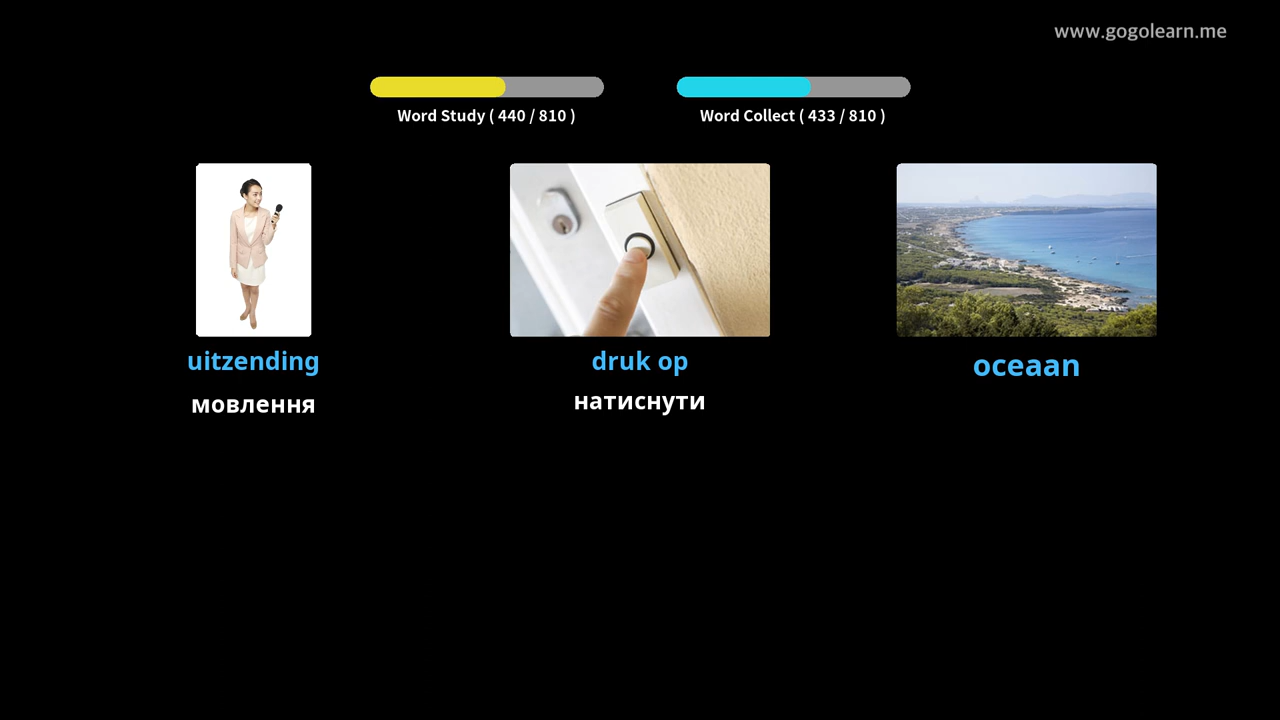 www.gogolearn.me
Word Study ( 440 / 810 )
Word Collect ( 433 / 810 )
uitzending
мовлення
druk op
натиснути
oceaan